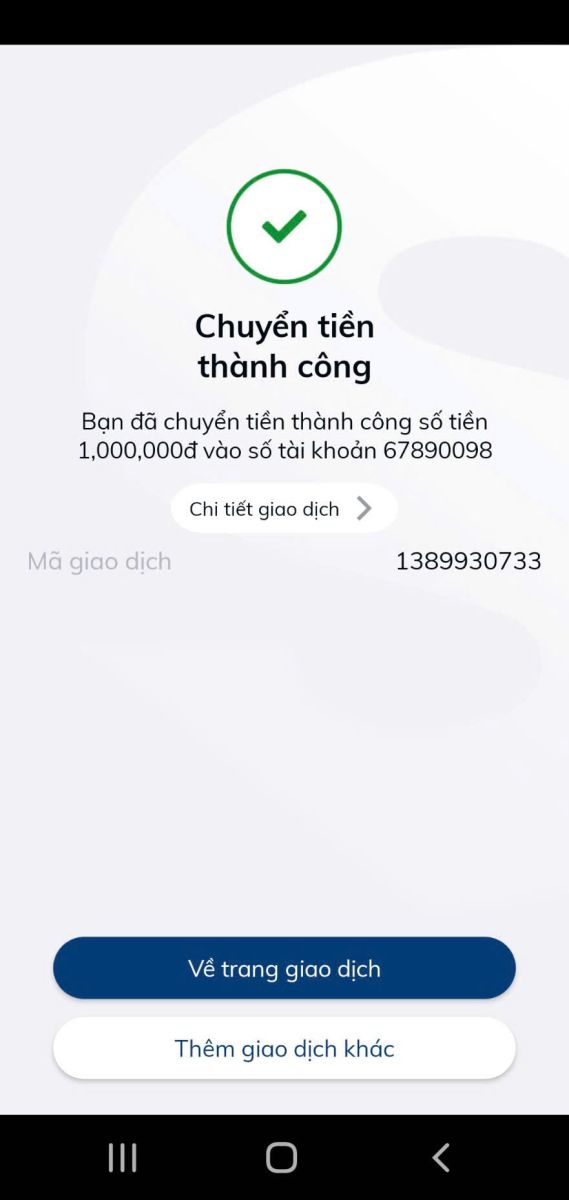 Chuyển tiền
thành công
Bạn đã chuyển tiền thành công số tiền
1,000,000đ vào số tài khoản 67890098
Chi tiết giao dịch
Mã giao dịch 1389930733
Về trang giao dịch
Thêm giao dịch khác